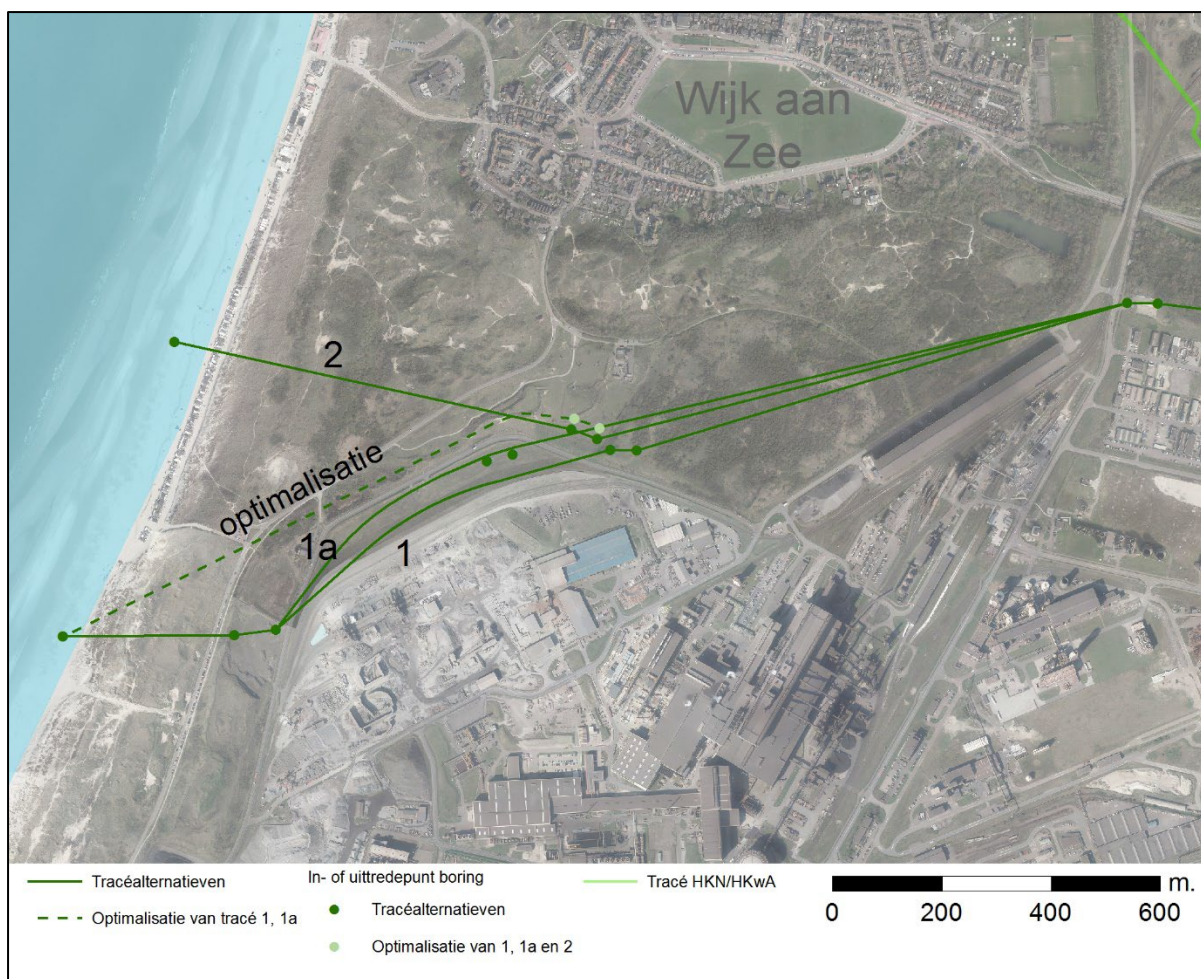 Wijk aan
Zee
2
optimalisatie
1a
1
Tracéalternatieven
Optimalisatie van tracé 1, 1a
In- of uittredepunt boring
Tracéalternatieven
Optimalisatie van 1, 1a en 2
Tracé HKN/HKwA
m.
0 200 400 600